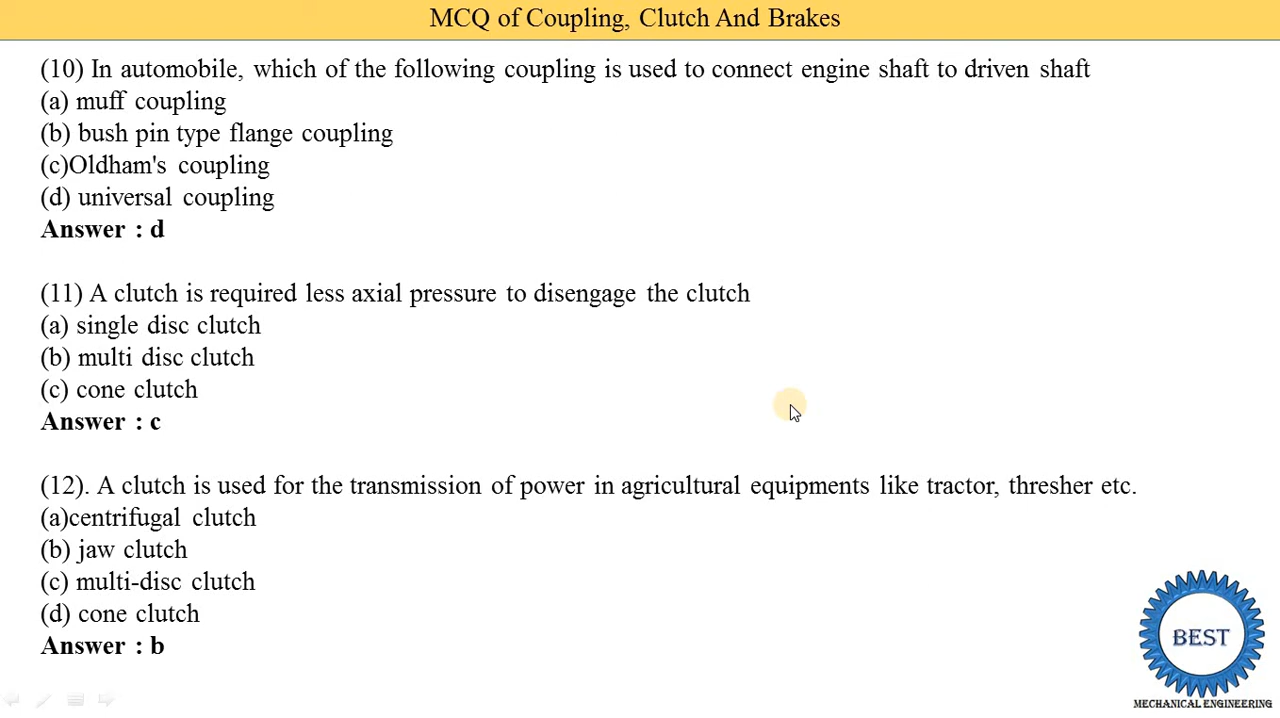 MCQ of Coupling, Clutch And Brakes
(10) In automobile, which of the following coupling is used to connect engine shaft to driven shaft
(a) muff coupling
(b) bush pin type flange coupling
(c)Oldham's coupling
(d) universal coupling
Answer : d
(11) A clutch is required less axial pressure to disengage the clutch
(a) single disc clutch
(b) multi disc clutch
(c) cone clutch
Answer : c
(12). A clutch is used for the transmission of power in agricultural equipments like tractor, thresher etc.
(a)centrifugal clutch
(b) jaw clutch
(c) multi-disc clutch
(d) cone clutch
Answer : b
BEST
MECHANICAL ENGINEERING